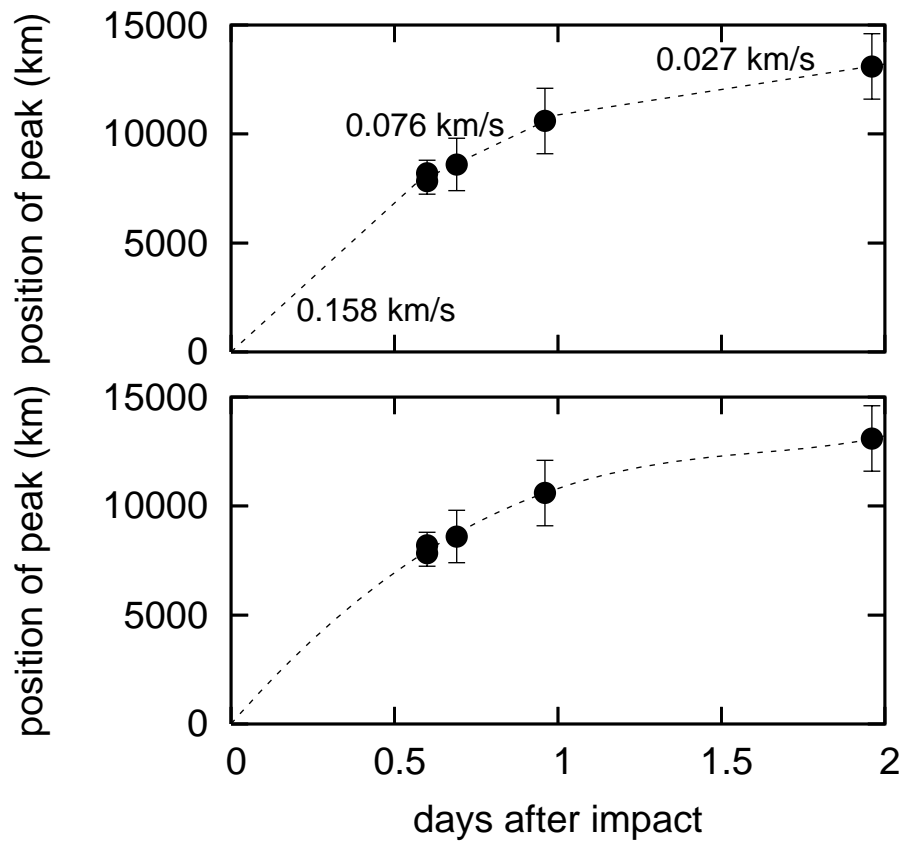 position of peak (km)
15000
10000
5000
0
0.158 km/s
0.076 km/s
0.027 km/s
position of peak (km)
15000
10000
5000
0
0 0.5 1 1.5 2
days after impact